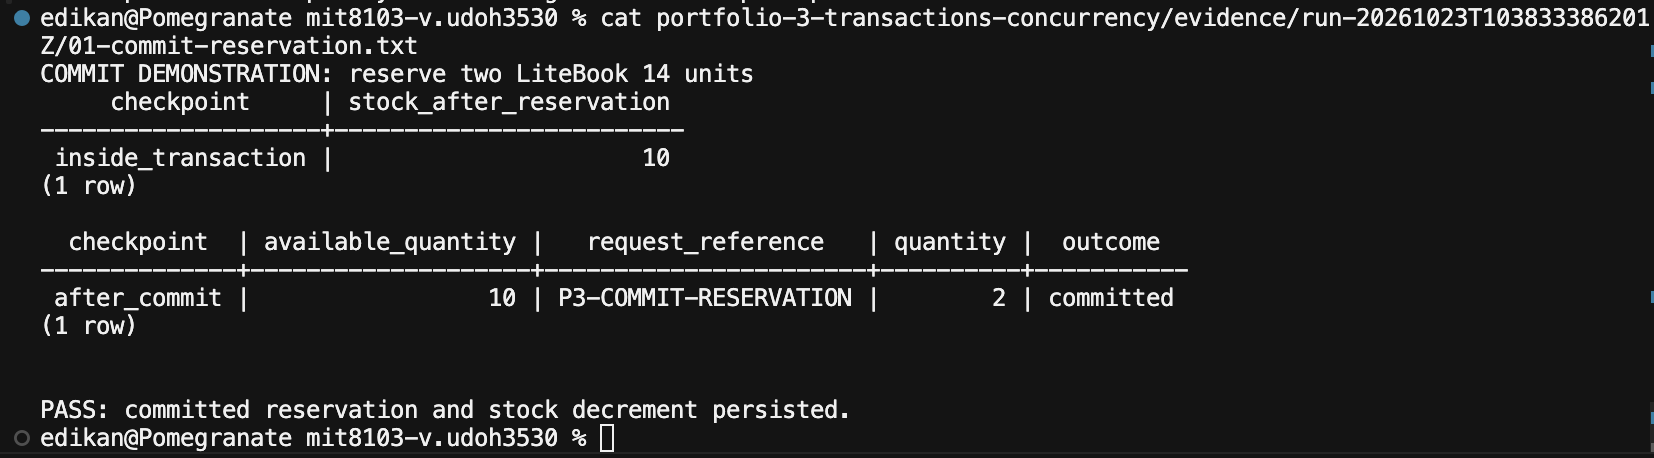 edikan@Pomegranate mit8103-v.udoh3530 % cat portfolio-3-transactions-concurrency/evidence/run-20261023T103833386201
Z/01-commit-reservation.txt
COMMIT DEMONSTRATION: reserve two LiteBook 14 units
     checkpoint     | stock_after_reservation
--------------------+-------------------------
 inside_transaction |                      10
(1 row)

  checkpoint  | available_quantity |   request_reference   | quantity |  outcome
--------------+--------------------+-----------------------+----------+-----------
 after_commit |                 10 | P3-COMMIT-RESERVATION |        2 | committed
(1 row)

PASS: committed reservation and stock decrement persisted.
edikan@Pomegranate mit8103-v.udoh3530 %